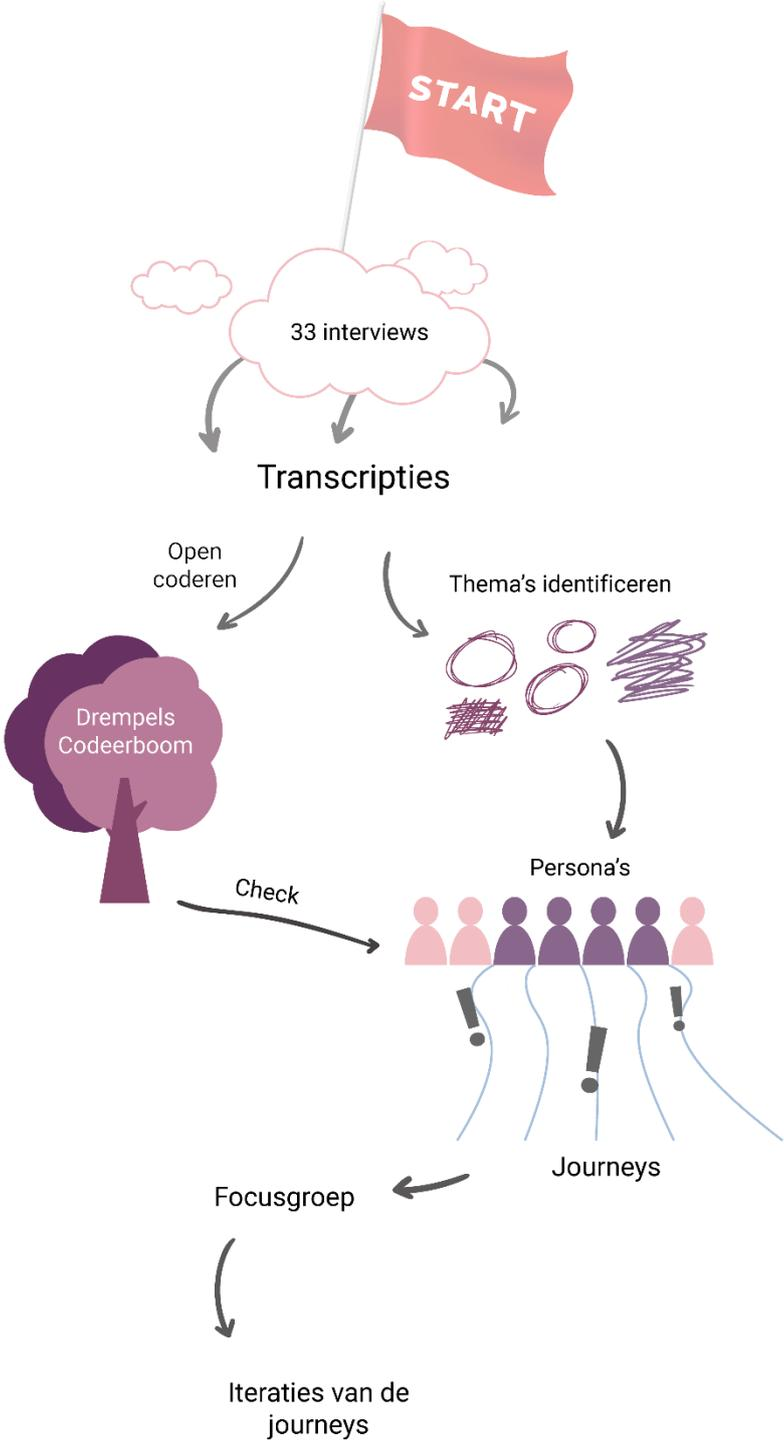 START
33 interviews
Transcripties
Open
coderen
Thema's identificeren
Drempels
Codeerboom
Persona's
Check
Journeys
Focusgroep
Iteraties van de
journeys